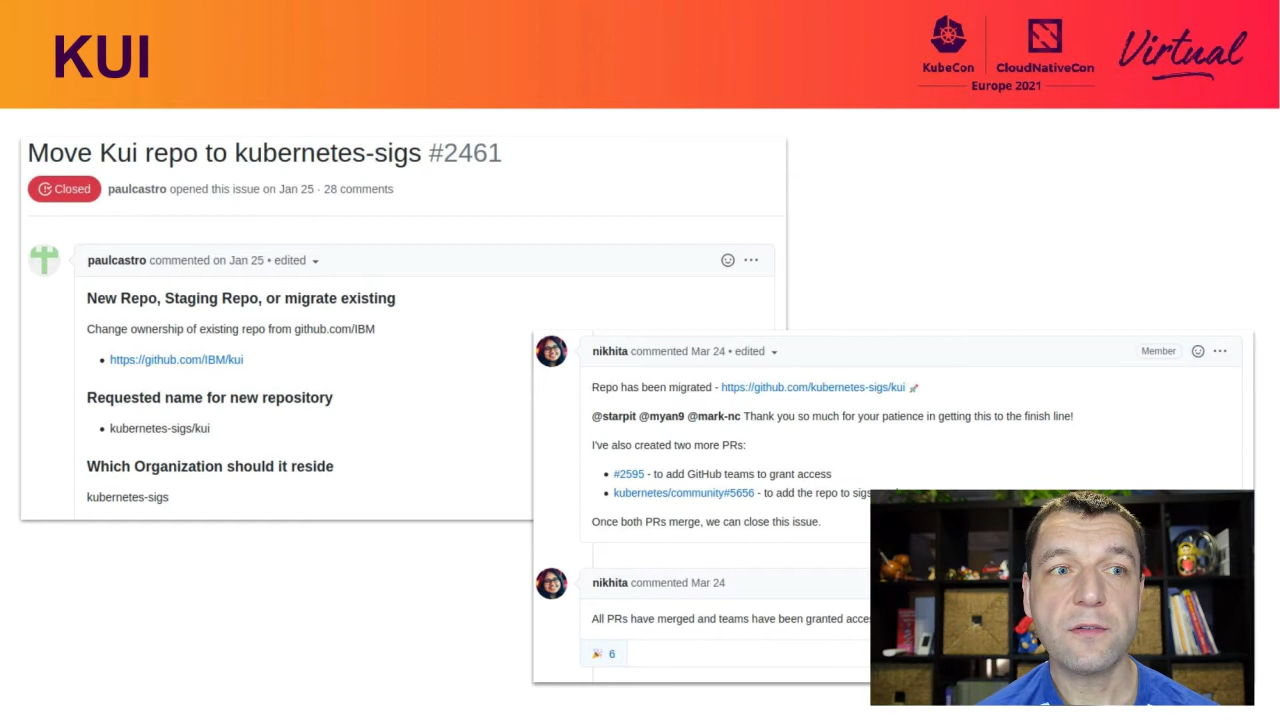 KUI
KubeCon
CloudNativeCon
Europe 2021
Virtual
Move Kui repo to kubernetes-sigs #2461
Closed paulcastro opened this issue on Jan 25 · 28 comments
paulcastro commented on Jan 25 • edited
New Repo, Staging Repo, or migrate existing
Change ownership of existing repo from github.com/IBM
• https://github.com/IBM/kui
Requested name for new repository
• kubernetes-sigs/kui
Which Organization should it reside
kubernetes-sigs
nikhita commented Mar 24 • edited
Member
Repo has been migrated - https://github.com/kubernetes-sigs/kui 🚀
@starpit @myan9 @mark-nc Thank you so much for your patience in getting this to the finish line!
I've also created two more PRs:
• #2595 - to add GitHub teams to grant access
• kubernetes/community#5656 - to add the repo to sigs
Once both PRs merge, we can close this issue.
nikhita commented Mar 24
All PRs have merged and teams have been granted
🎉 6